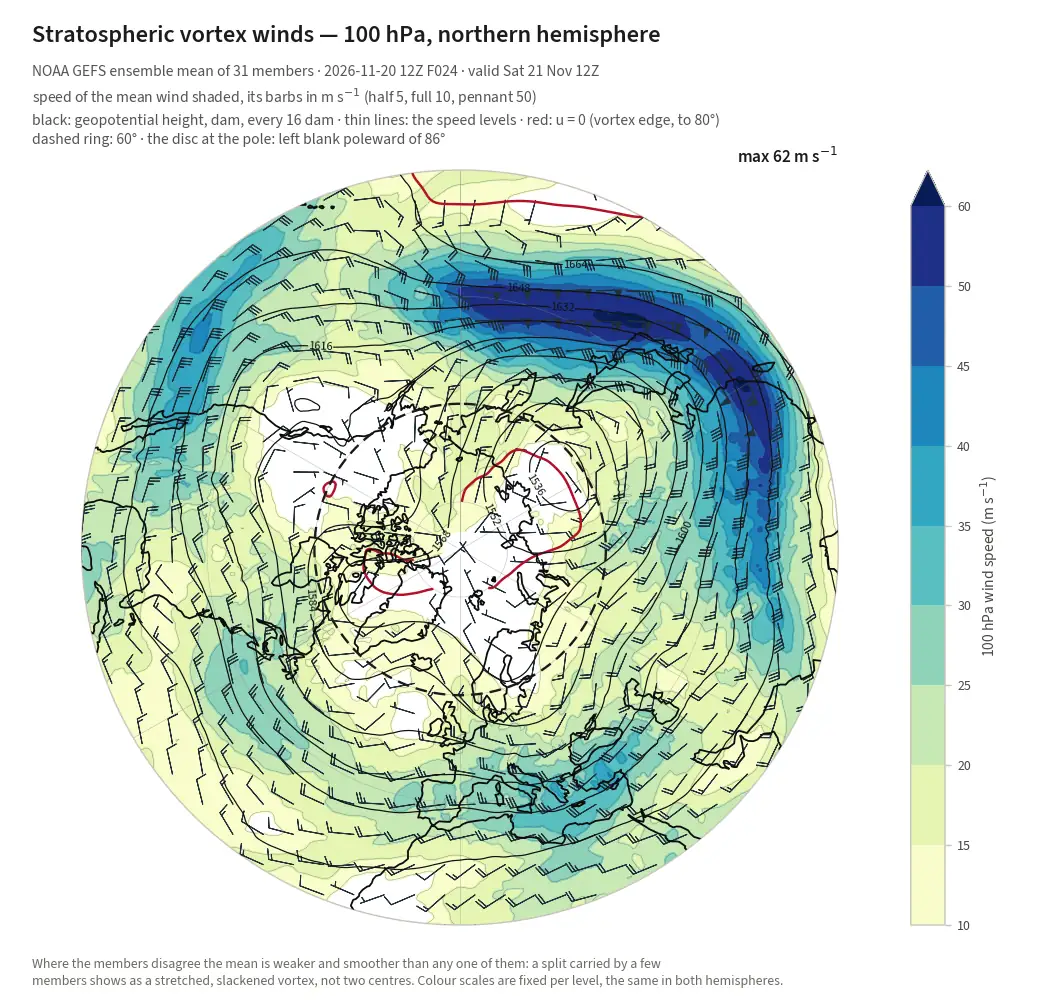 Stratospheric vortex winds — 100 hPa, northern hemisphere
NOAA GEFS ensemble mean of 31 members · 2026-11-20 12Z F024 · valid Sat 21 Nov 12Z
speed of the mean wind shaded, its barbs in m s⁻¹ (half 5, full 10, pennant 50)
black: geopotential height, dam, every 16 dam · thin lines: the speed levels · red: u = 0 (vortex edge, to 80°)
dashed ring: 60° · the disc at the pole: left blank poleward of 86°
max 62 m s⁻¹
1664
1648
1632
1616
1536
1552
1568
1600
1584
60
50
45
40
35
30
25
20
15
10
100 hPa wind speed (m s⁻¹)
Where the members disagree the mean is weaker and smoother than any one of them: a split carried by a few
members shows as a stretched, slackened vortex, not two centres. Colour scales are fixed per level, the same in both hemispheres.